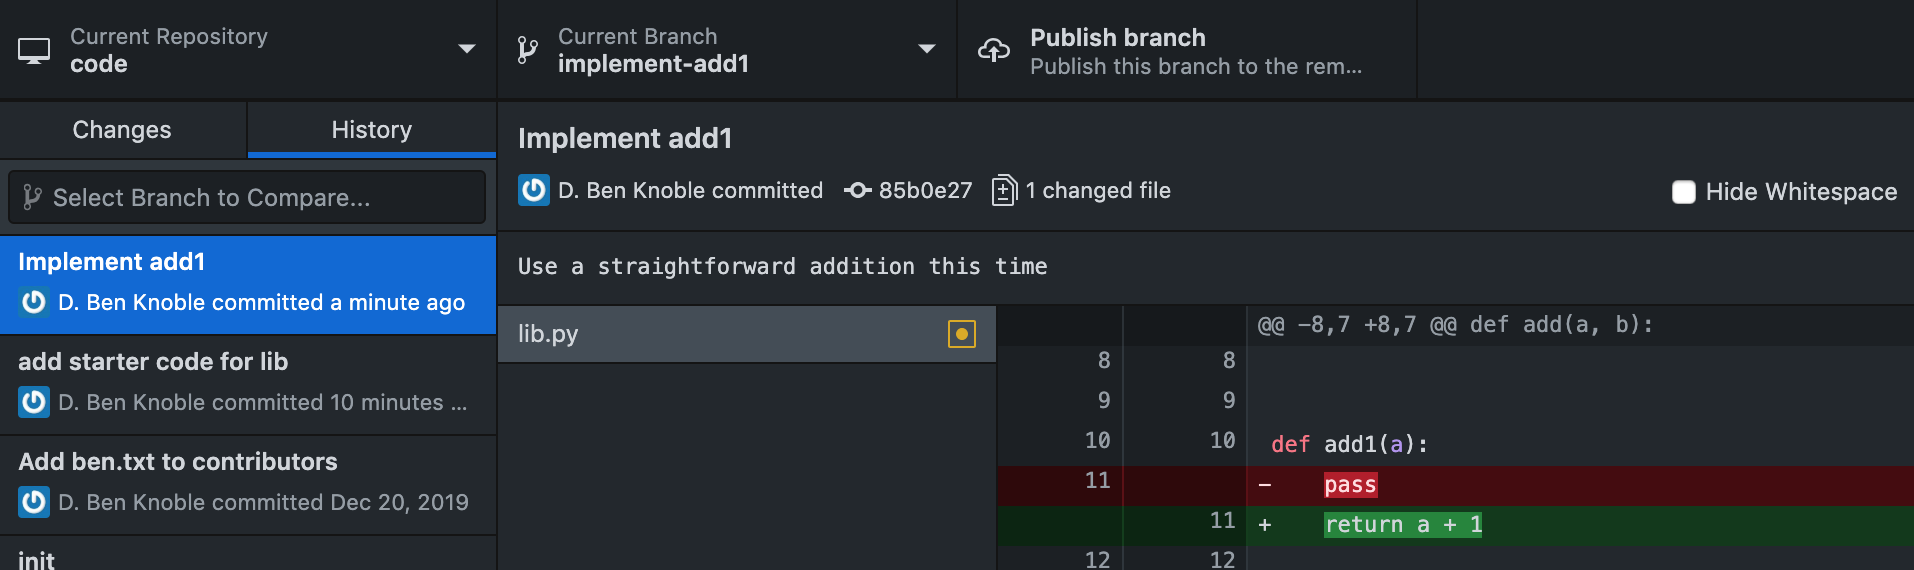 Current Repository
code
Current Branch
implement-add1
Publish branch
Publish this branch to the rem...
Changes
History
Select Branch to Compare...
Implement add1
D. Ben Knoble committed a minute ago
add starter code for lib
D. Ben Knoble committed 10 minutes ...
Add ben.txt to contributors
D. Ben Knoble committed Dec 20, 2019
init
Implement add1
D. Ben Knoble committed 85b0e27 1 changed file
Hide Whitespace
Use a straightforward addition this time
lib.py
@@ -8,7 +8,7 @@ def add(a, b):
8 8
9 9
10 10 def add1(a):
11 - pass
11 + return a + 1
12 12